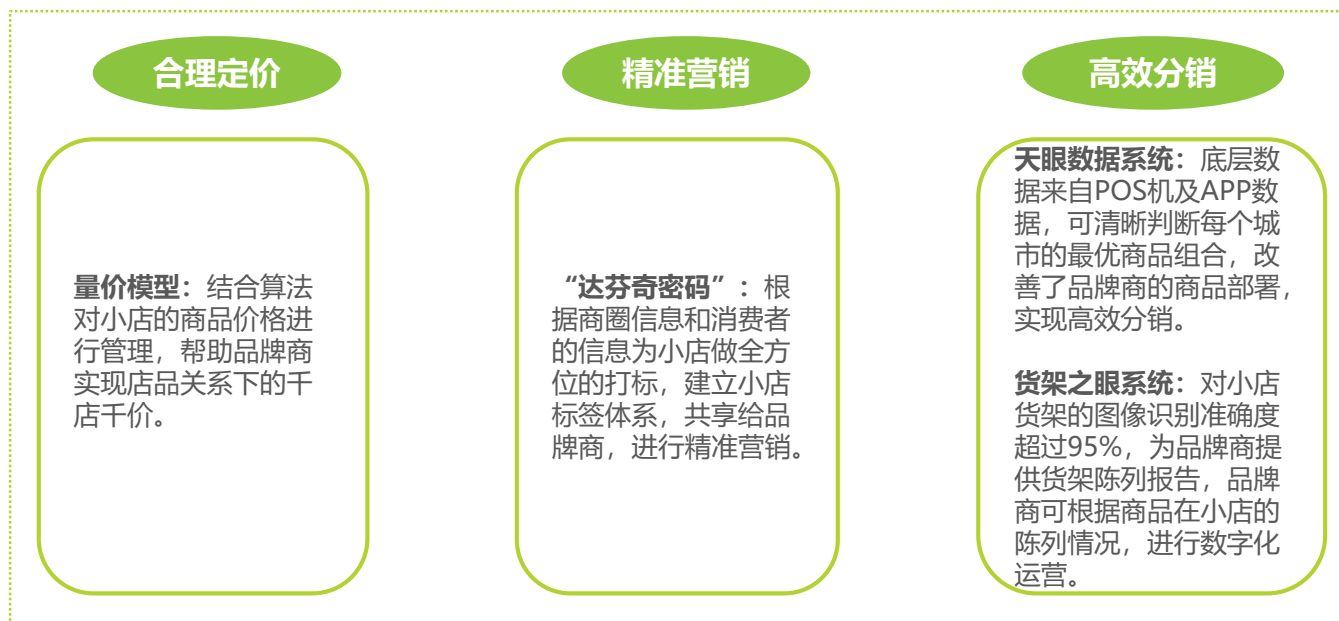 合理定价
量价模型：结合算法
对小店的商品价格进
行管理，帮助品牌商
实现店品关系下的千
店千价。
精准营销
“达芬奇密码”：根
据商圈信息和消费者
的信息为小店做全方
位的打标，建立小店
标签体系，共享给品
牌商，进行精准营销。
高效分销
天眼数据系统：底层数
据来自POS机及APP数
据，可清晰判断每个城
市的最优商品组合，改
善了品牌商的商品部署，
实现高效分销。
货架之眼系统：对小店
货架的图像识别准确度
超过95%，为品牌商提
供货架陈列报告，品牌
商可根据商品在小店的
陈列情况，进行数字化
运营。